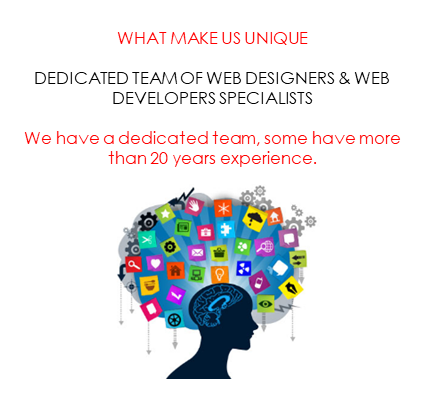 WHAT MAKE US UNIQUE
DEDICATED TEAM OF WEB DESIGNERS & WEB
DEVELOPERS SPECIALISTS
We have a dedicated team, some have more
than 20 years experience.